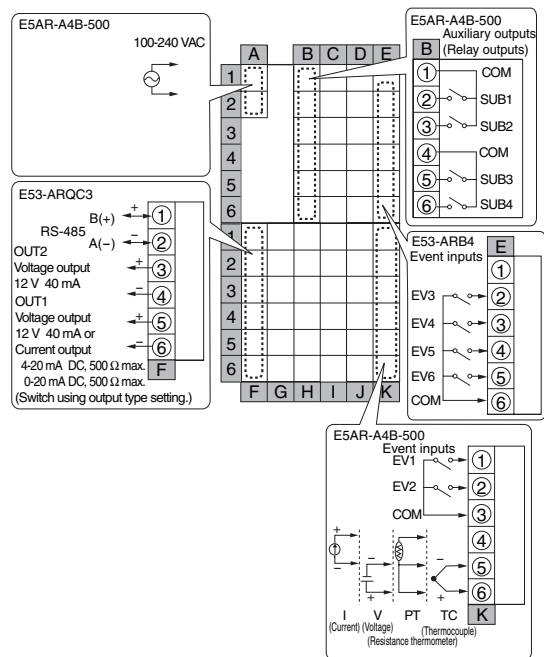 E5AR-A4B-500
100-240 VAC
A B C D E
1
2
3
4
5
6
1
2
3
4
5
6
F G H I J K
E5AR-A4B-500
Auxiliary outputs
(Relay outputs)
B
1 COM
2 SUB1
3 SUB2
4 COM
5 SUB3
6 SUB4
E53-ARQC3
B(+) + 1
RS-485
A(−) − 2
OUT2
Voltage output + 3
12 V 40 mA
− 4
OUT1
Voltage output + 5
12 V 40 mA or
Current output − 6
4-20 mA DC, 500 Ω max.
0-20 mA DC, 500 Ω max.
F
(Switch using output type setting.)
E53-ARB4
Event inputs
E
1
EV3 2
EV4 3
EV5 4
EV6 5
COM 6
E5AR-A4B-500
Event inputs
EV1 1
EV2 2
COM 3
+ 4
− − − 5
+ + 6
I V PT TC K
(Current) (Voltage)
(Thermocouple)
(Resistance thermometer)